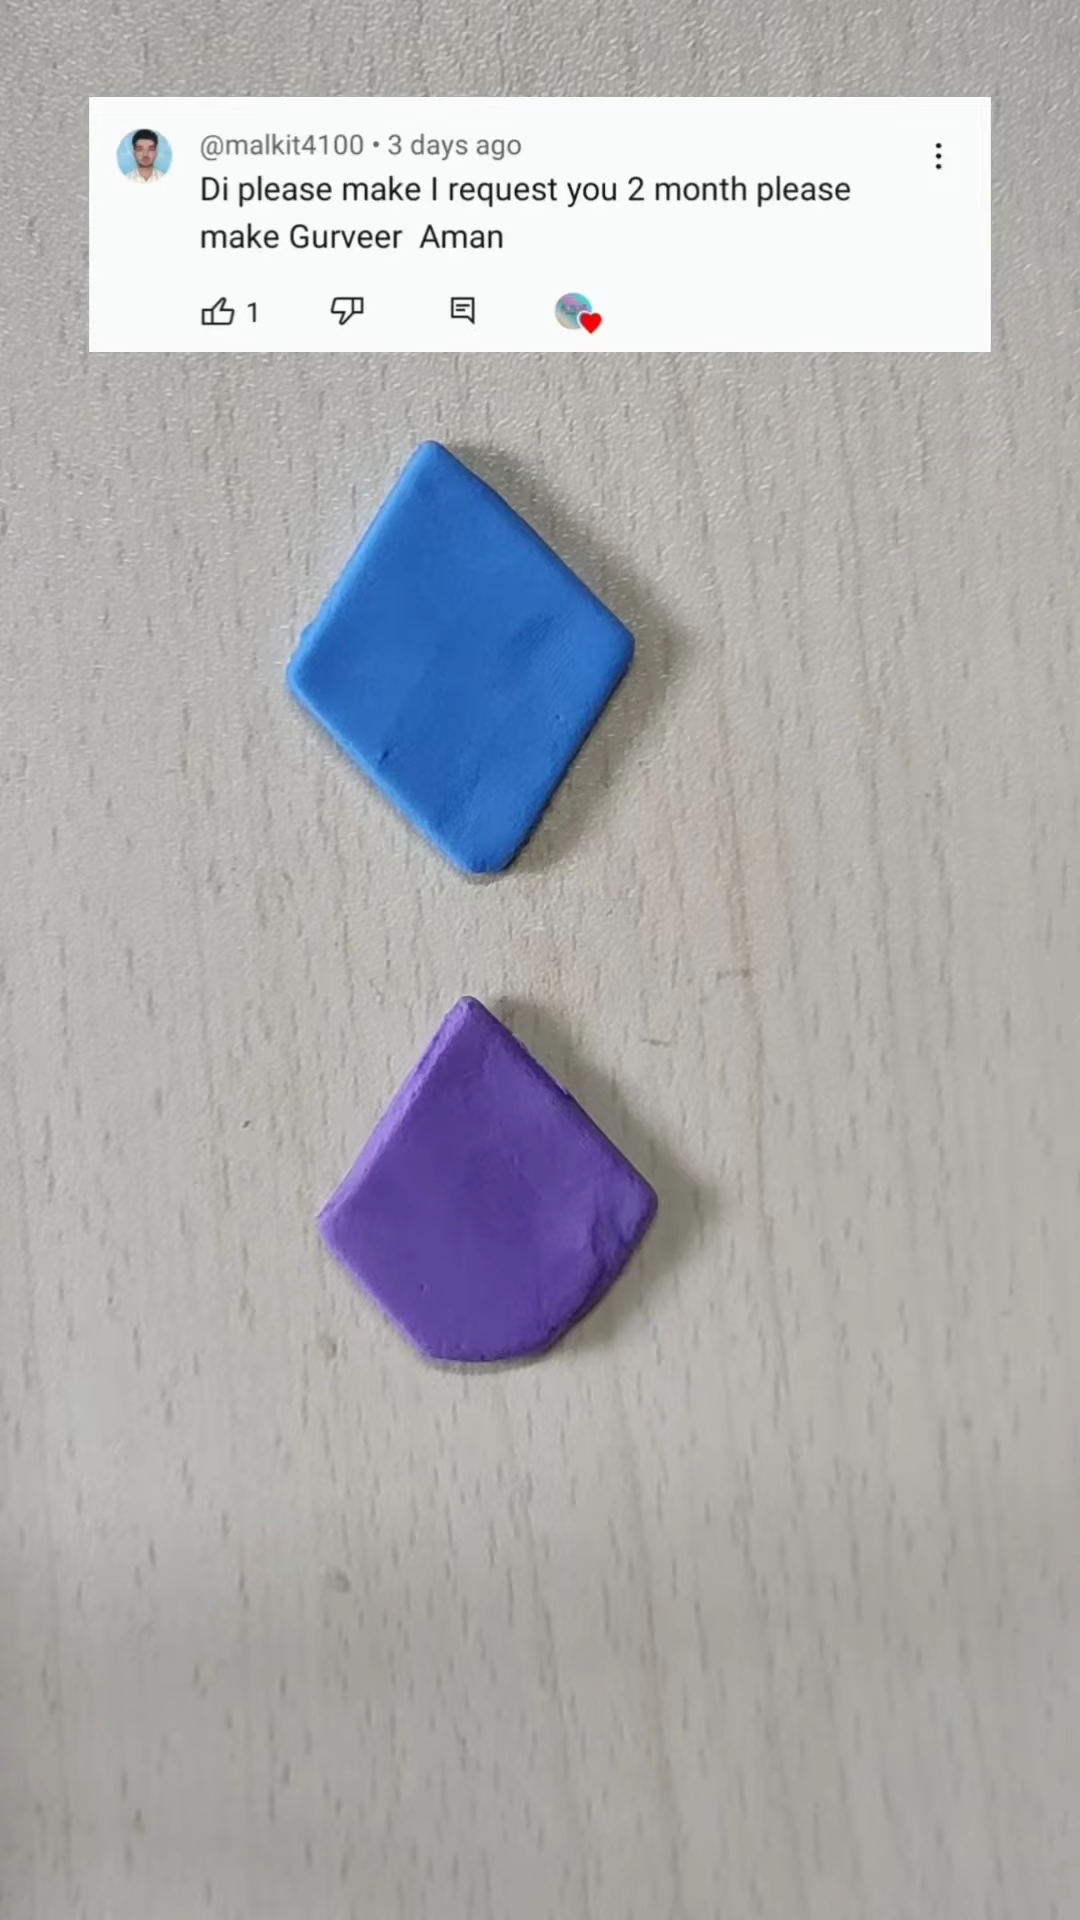 @malkit4100 • 3 days ago
Di please make I request you 2 month please
make Gurveer  Aman
1